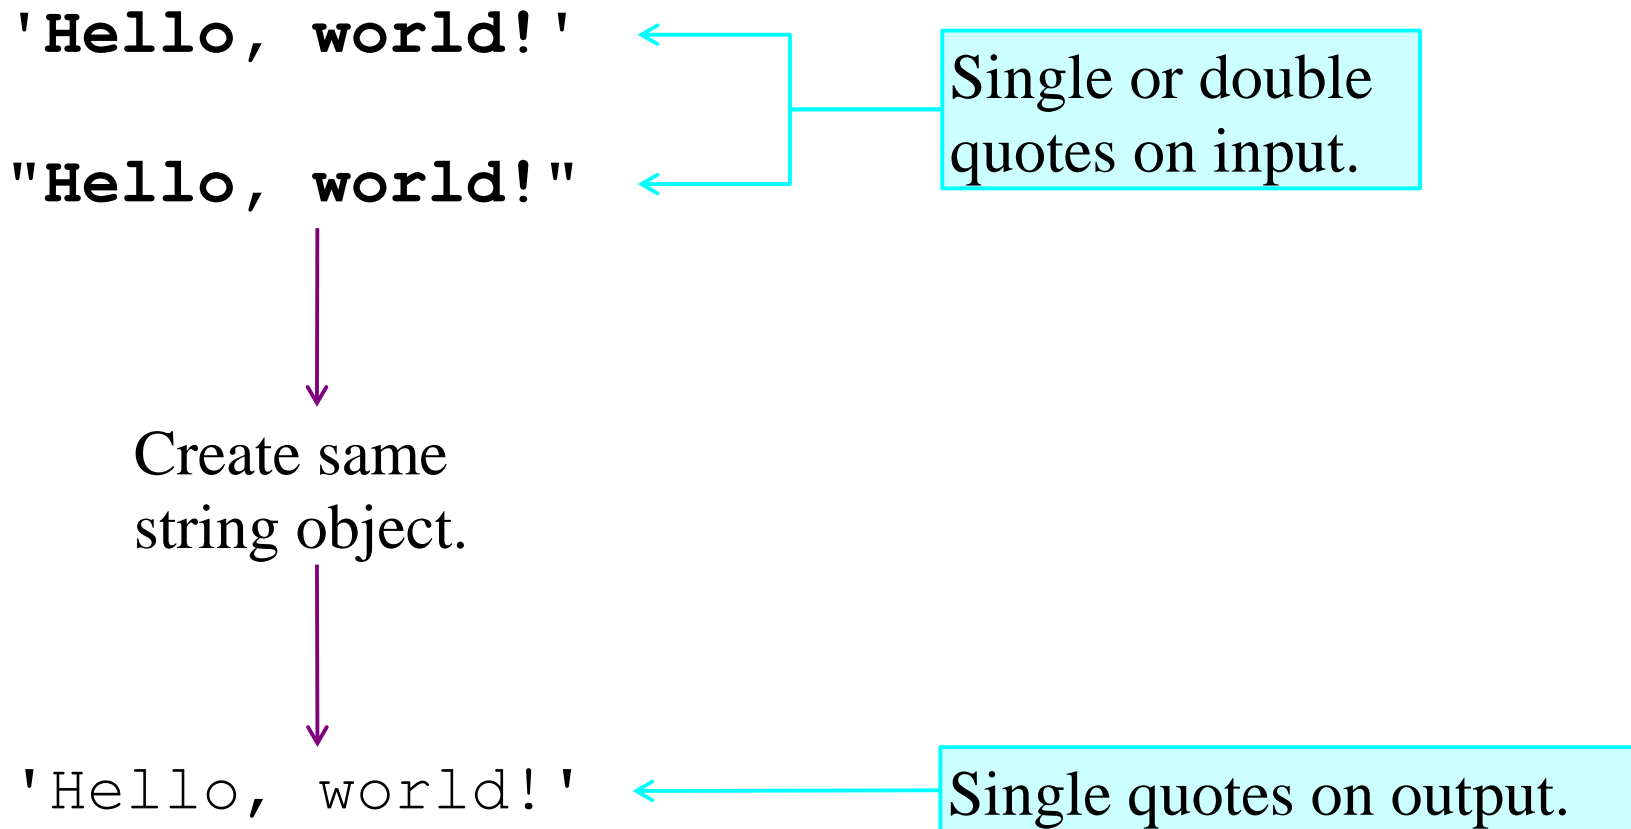 'Hello, world!'
Single or double
quotes on input.
"Hello, world!"
Create same
string object.
'Hello, world!'
Single quotes on output.